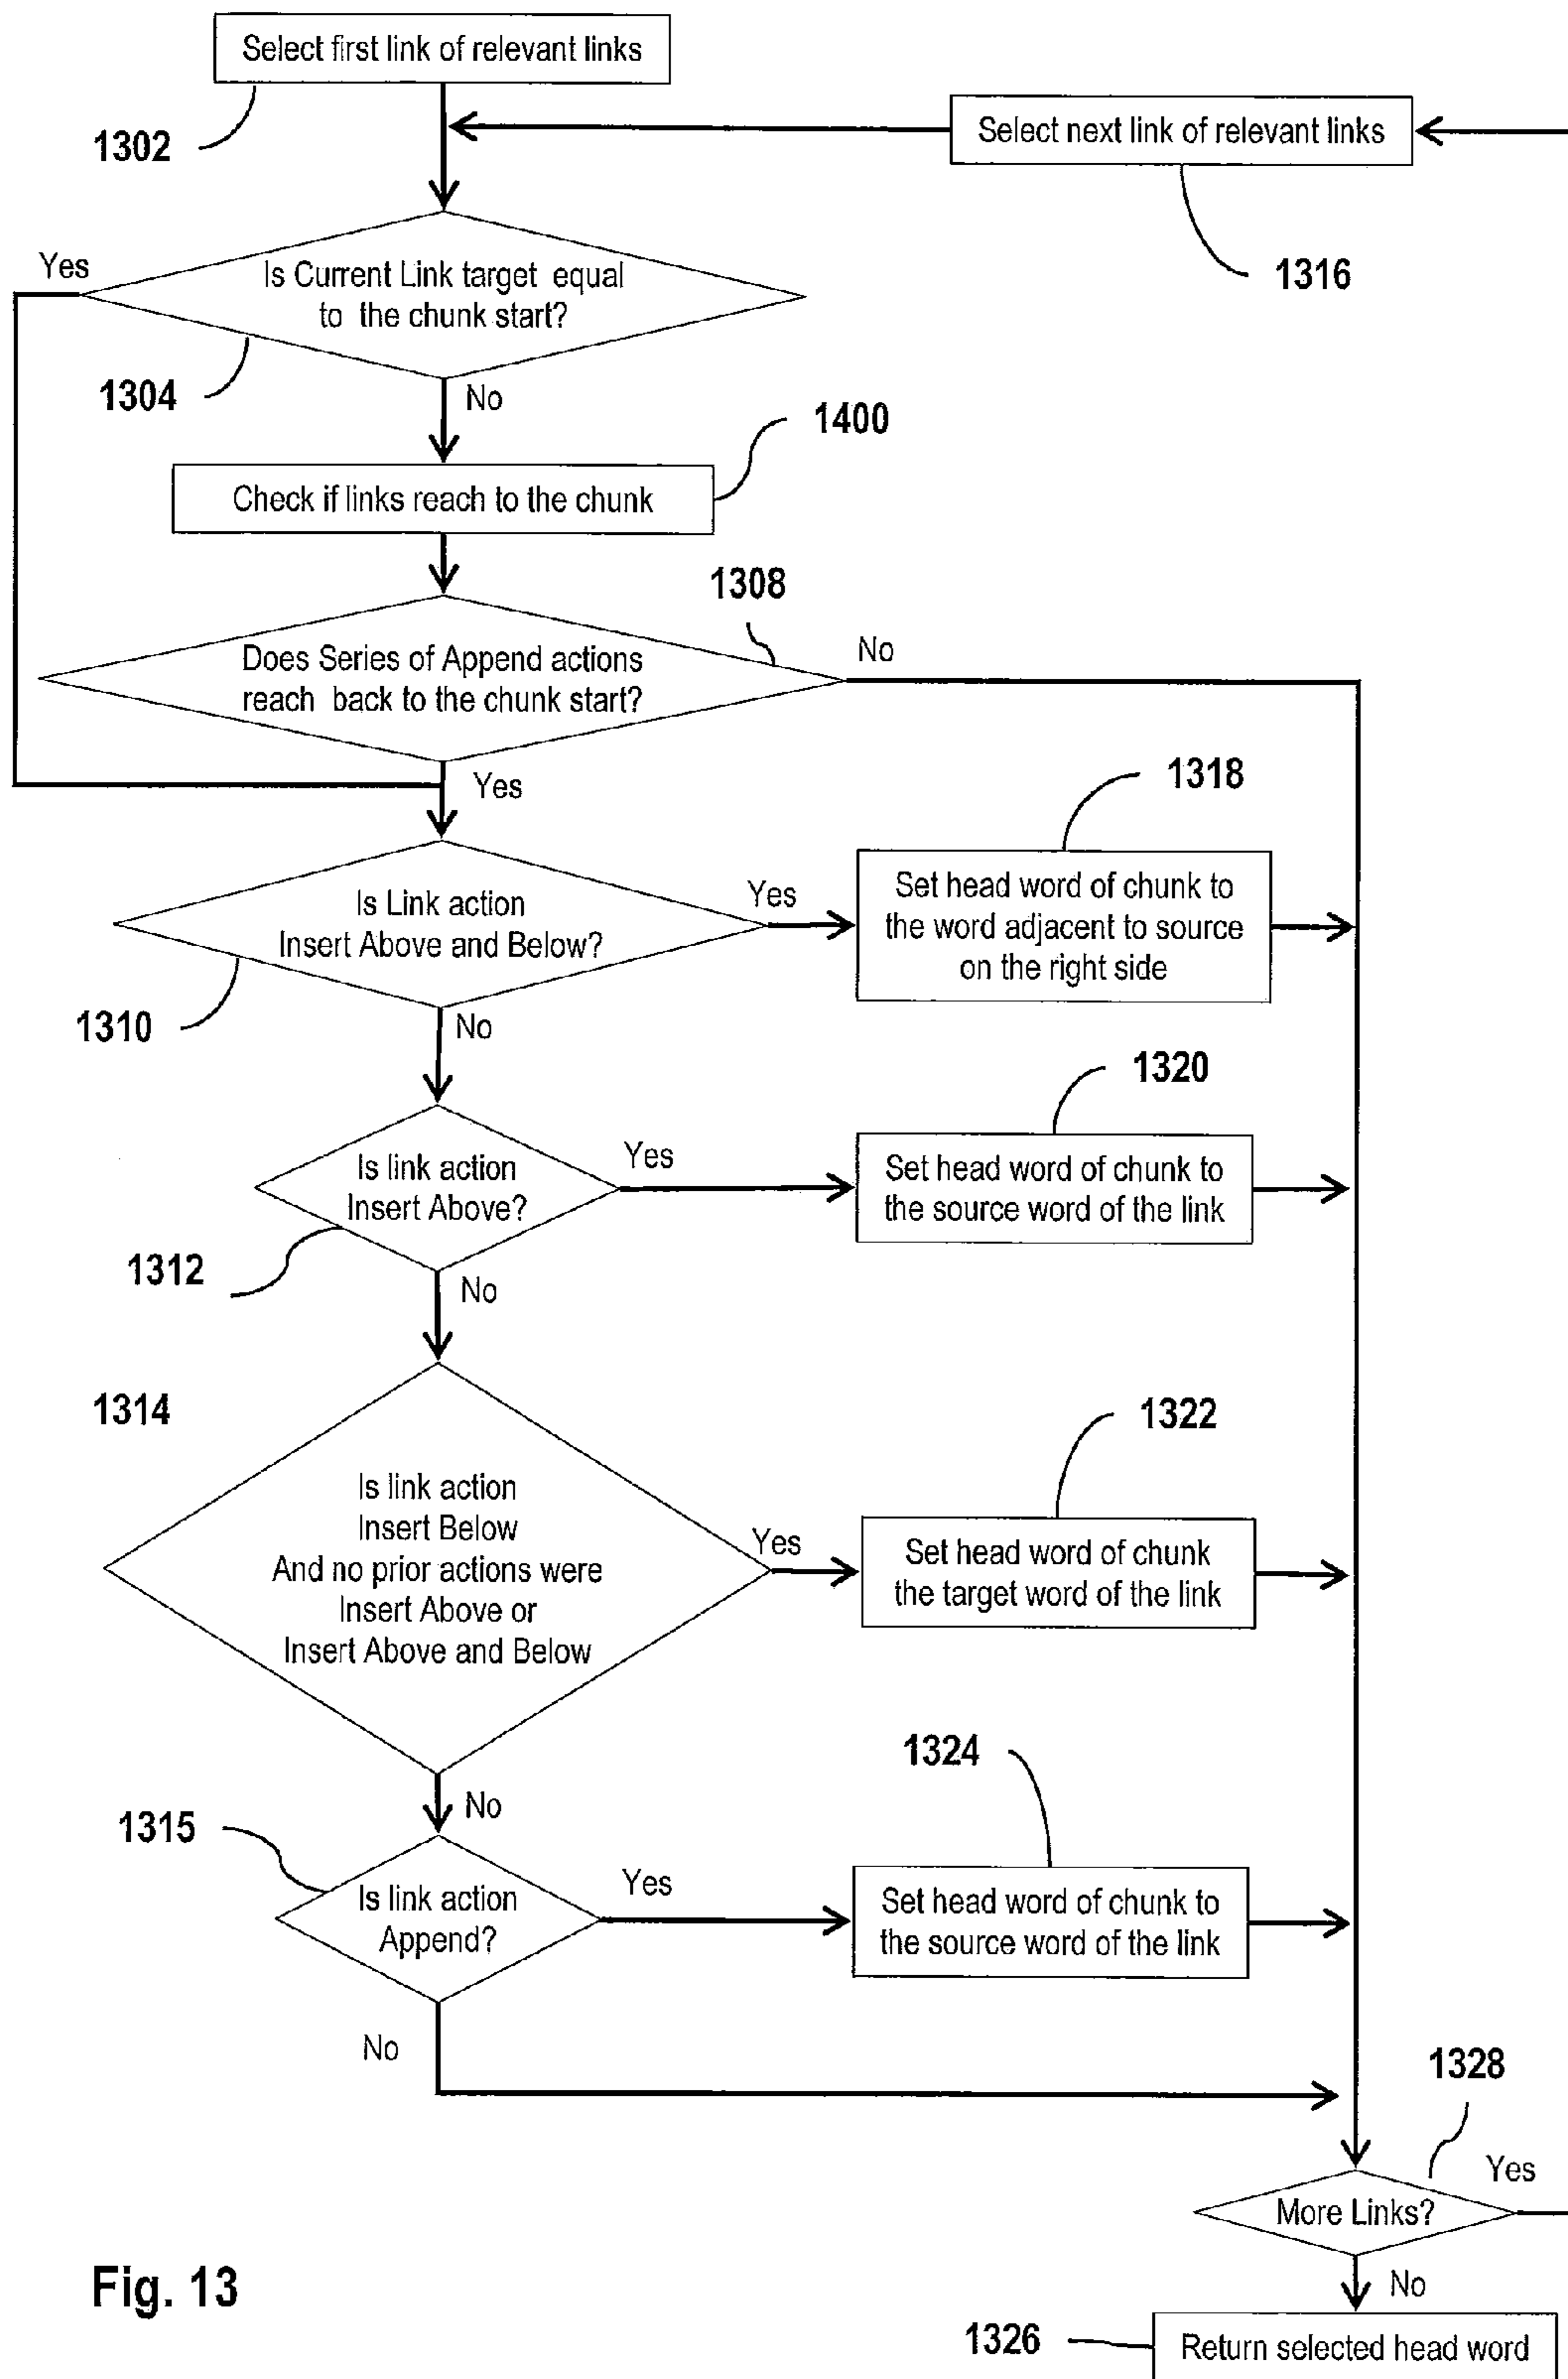 Select first link of relevant links
1302
Select next link of relevant links
1316
Yes
Is Current Link target equal
to the chunk start?
1304
No
1400
Check if links reach to the chunk
1308
Does Series of Append actions
reach back to the chunk start?
No
Yes
1318
Is Link action
Insert Above and Below?
Yes
Set head word of chunk to
the word adjacent to source
on the right side
1310
No
1320
Is link action
Insert Above?
Yes
Set head word of chunk to
the source word of the link
1312
No
1314
1322
Is link action
Insert Below
And no prior actions were
Insert Above or
Insert Above and Below
Yes
Set head word of chunk
the target word of the link
No
1324
1315
Is link action
Append?
Yes
Set head word of chunk to
the source word of the link
No
1328
More Links?
Yes
No
Fig. 13
1326
Return selected head word